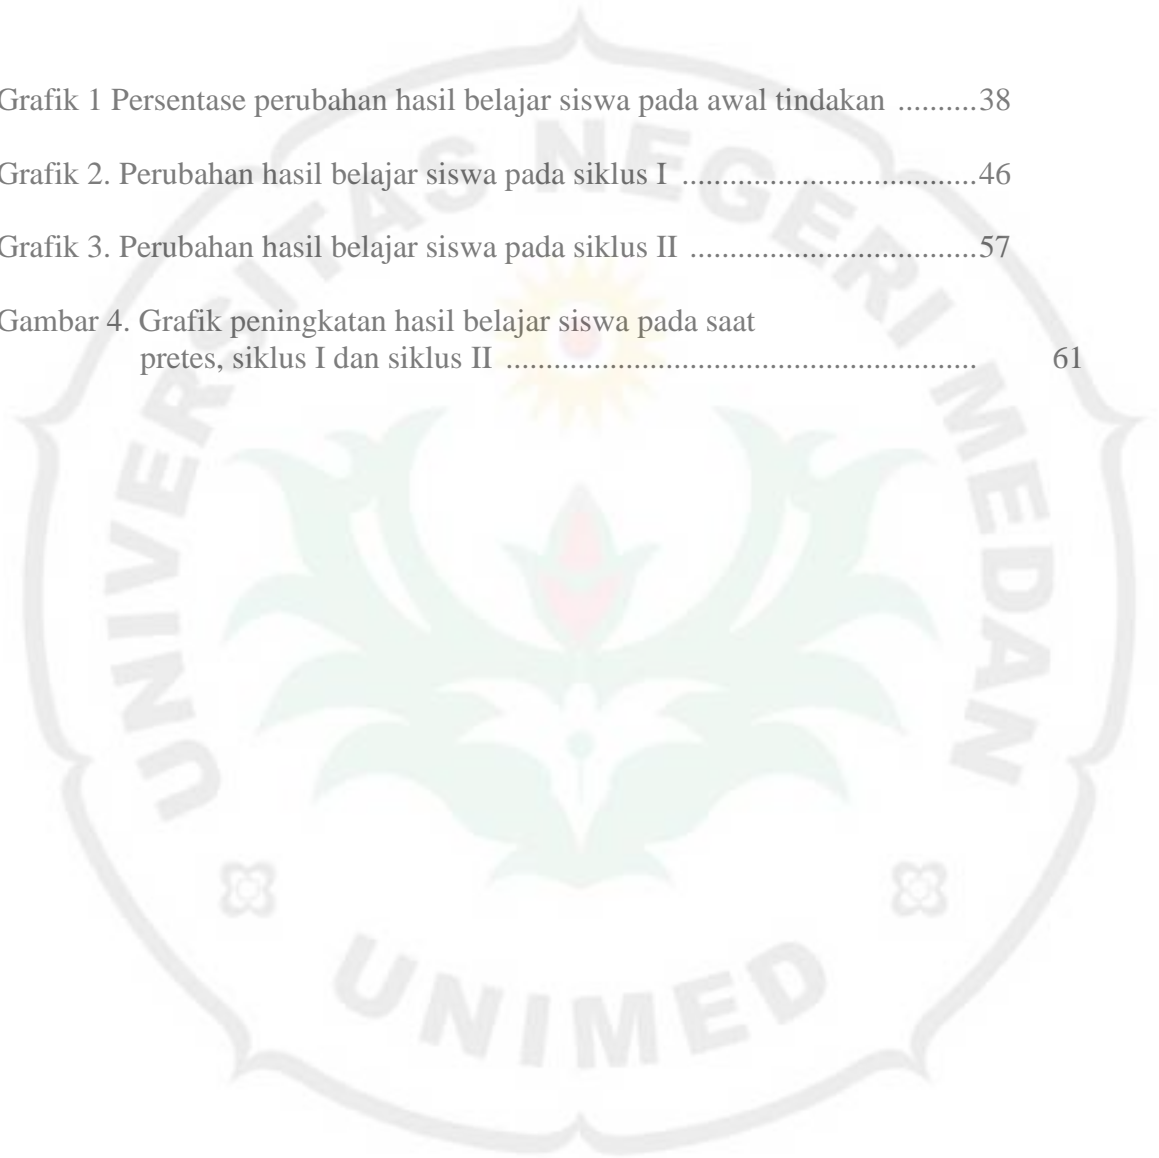 Grafik 1 Persentase perubahan hasil belajar siswa pada awal tindakan ..........38
Grafik 2. Perubahan hasil belajar siswa pada siklus I .....................................46
Grafik 3. Perubahan hasil belajar siswa pada siklus II ....................................57
Gambar 4. Grafik peningkatan hasil belajar siswa pada saat
pretes, siklus I dan siklus II ........................................................... 61
UNIVERSITAS NEGERI MEDAN
UNIMED